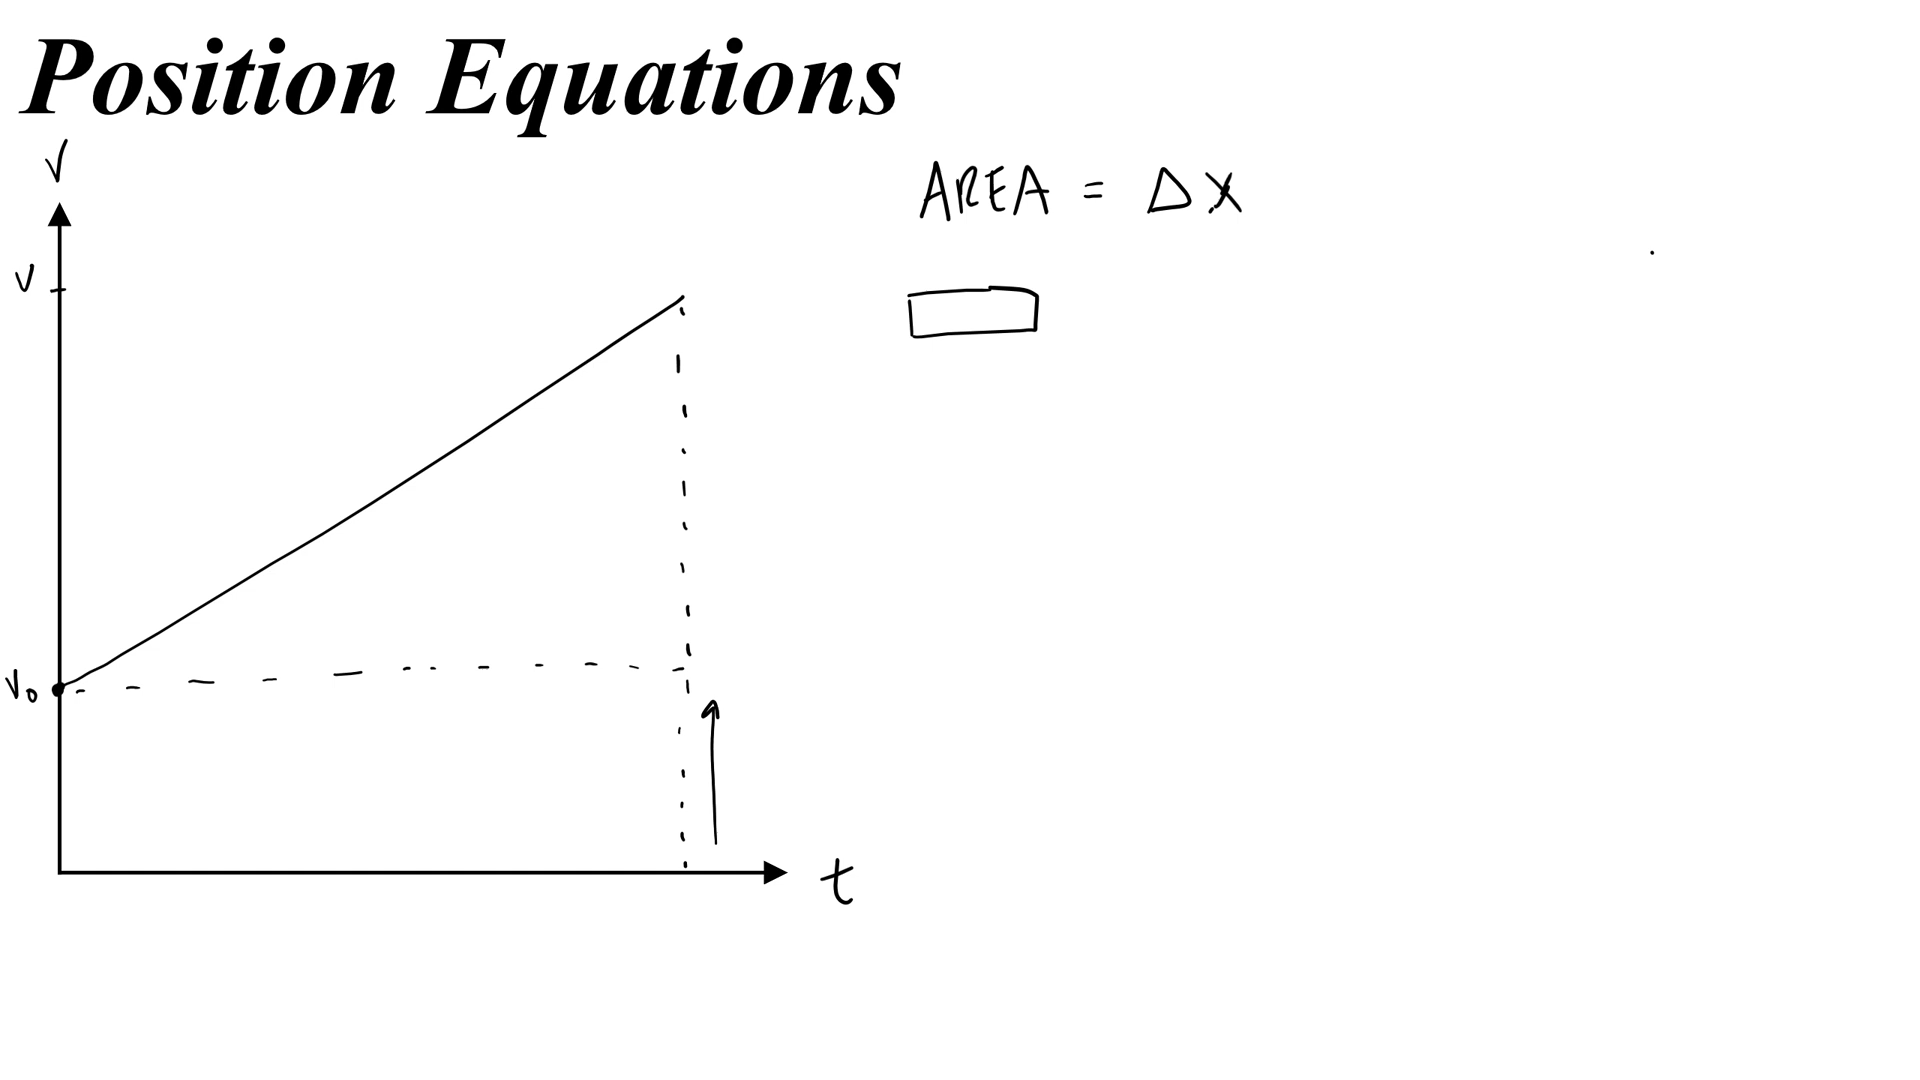 Position Equations
V
AREA = Δx
v
v₀
t